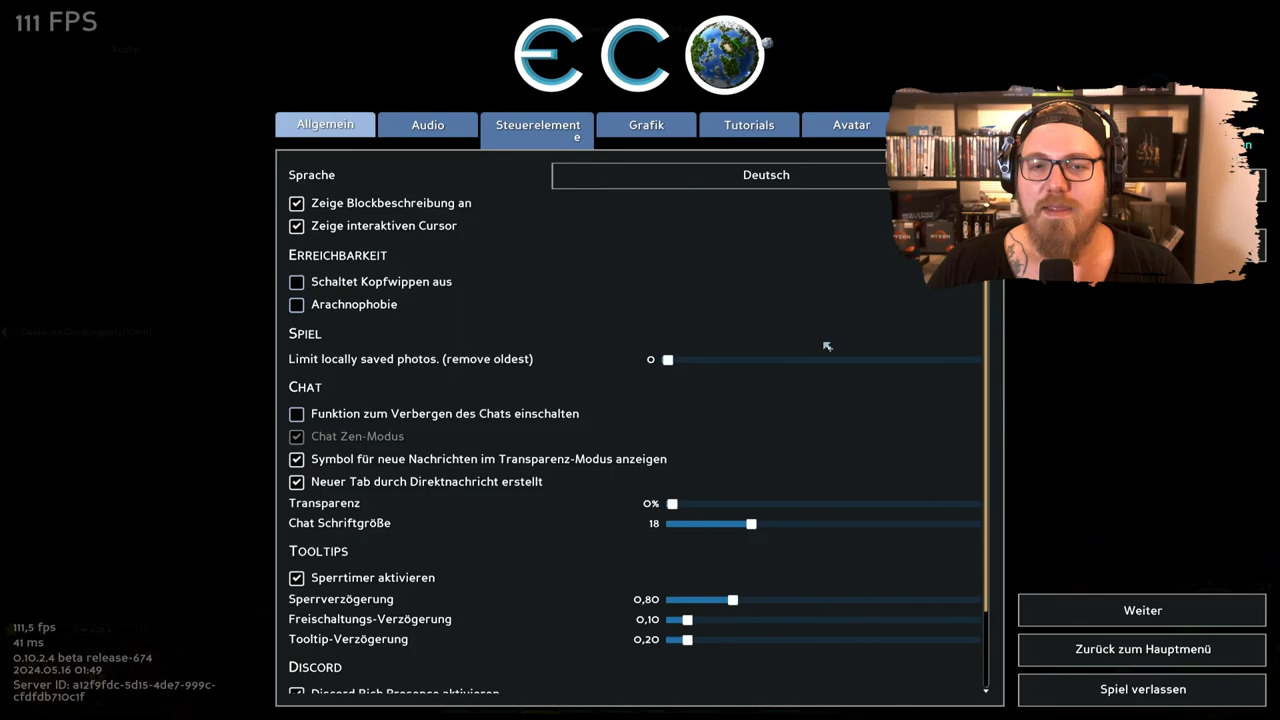 111 FPS
ECO
Allgemein
Audio
Steuerelement
e
Grafik
Tutorials
Avatar
Sprache
Deutsch
Zeige Blockbeschreibung an
Zeige interaktiven Cursor
ERREICHBARKEIT
Schaltet Kopfwippen aus
Arachnophobie
SPIEL
Limit locally saved photos. (remove oldest)
0
CHAT
Funktion zum Verbergen des Chats einschalten
Chat Zen-Modus
Symbol für neue Nachrichten im Transparenz-Modus anzeigen
Neuer Tab durch Direktnachricht erstellt
Transparenz
0%
Chat Schriftgröße
18
TOOLTIPS
Sperrtimer aktivieren
Sperrverzögerung
0,80
Freischaltungs-Verzögerung
0,10
Tooltip-Verzögerung
0,20
DISCORD
Discord Rich Presence aktivieren
Weiter
Zurück zum Hauptmenü
Spiel verlassen
111,5 fps
41 ms
0.10.2.4 beta release-674
2024.05.16 01:49
Server ID: a12f9fdc-5d15-4de7-999c-
cfdfdb710c1f
RYZEN